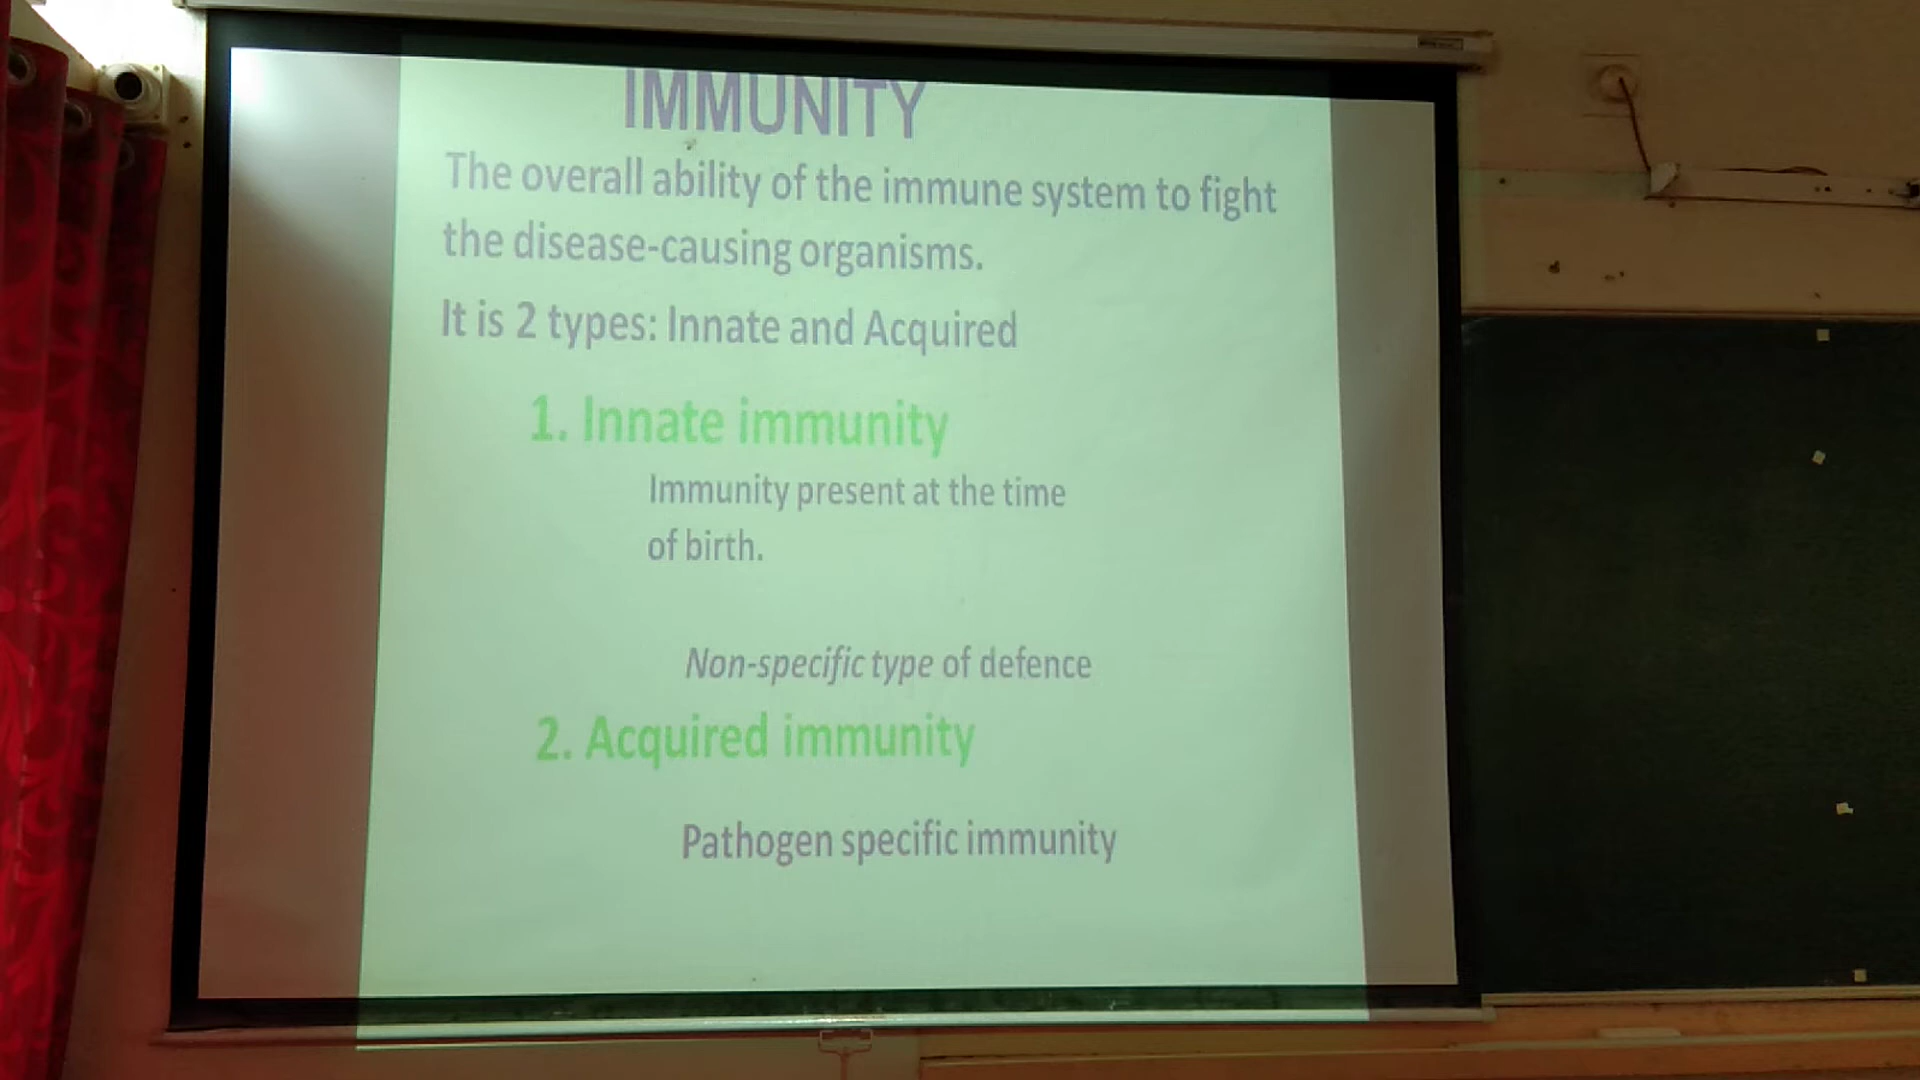 IMMUNITY
The overall ability of the immune system to fight
the disease-causing organisms.
It is 2 types: Innate and Acquired
1. Innate immunity
Immunity present at the time
of birth.
Non-specific type of defence
2. Acquired immunity
Pathogen specific immunity